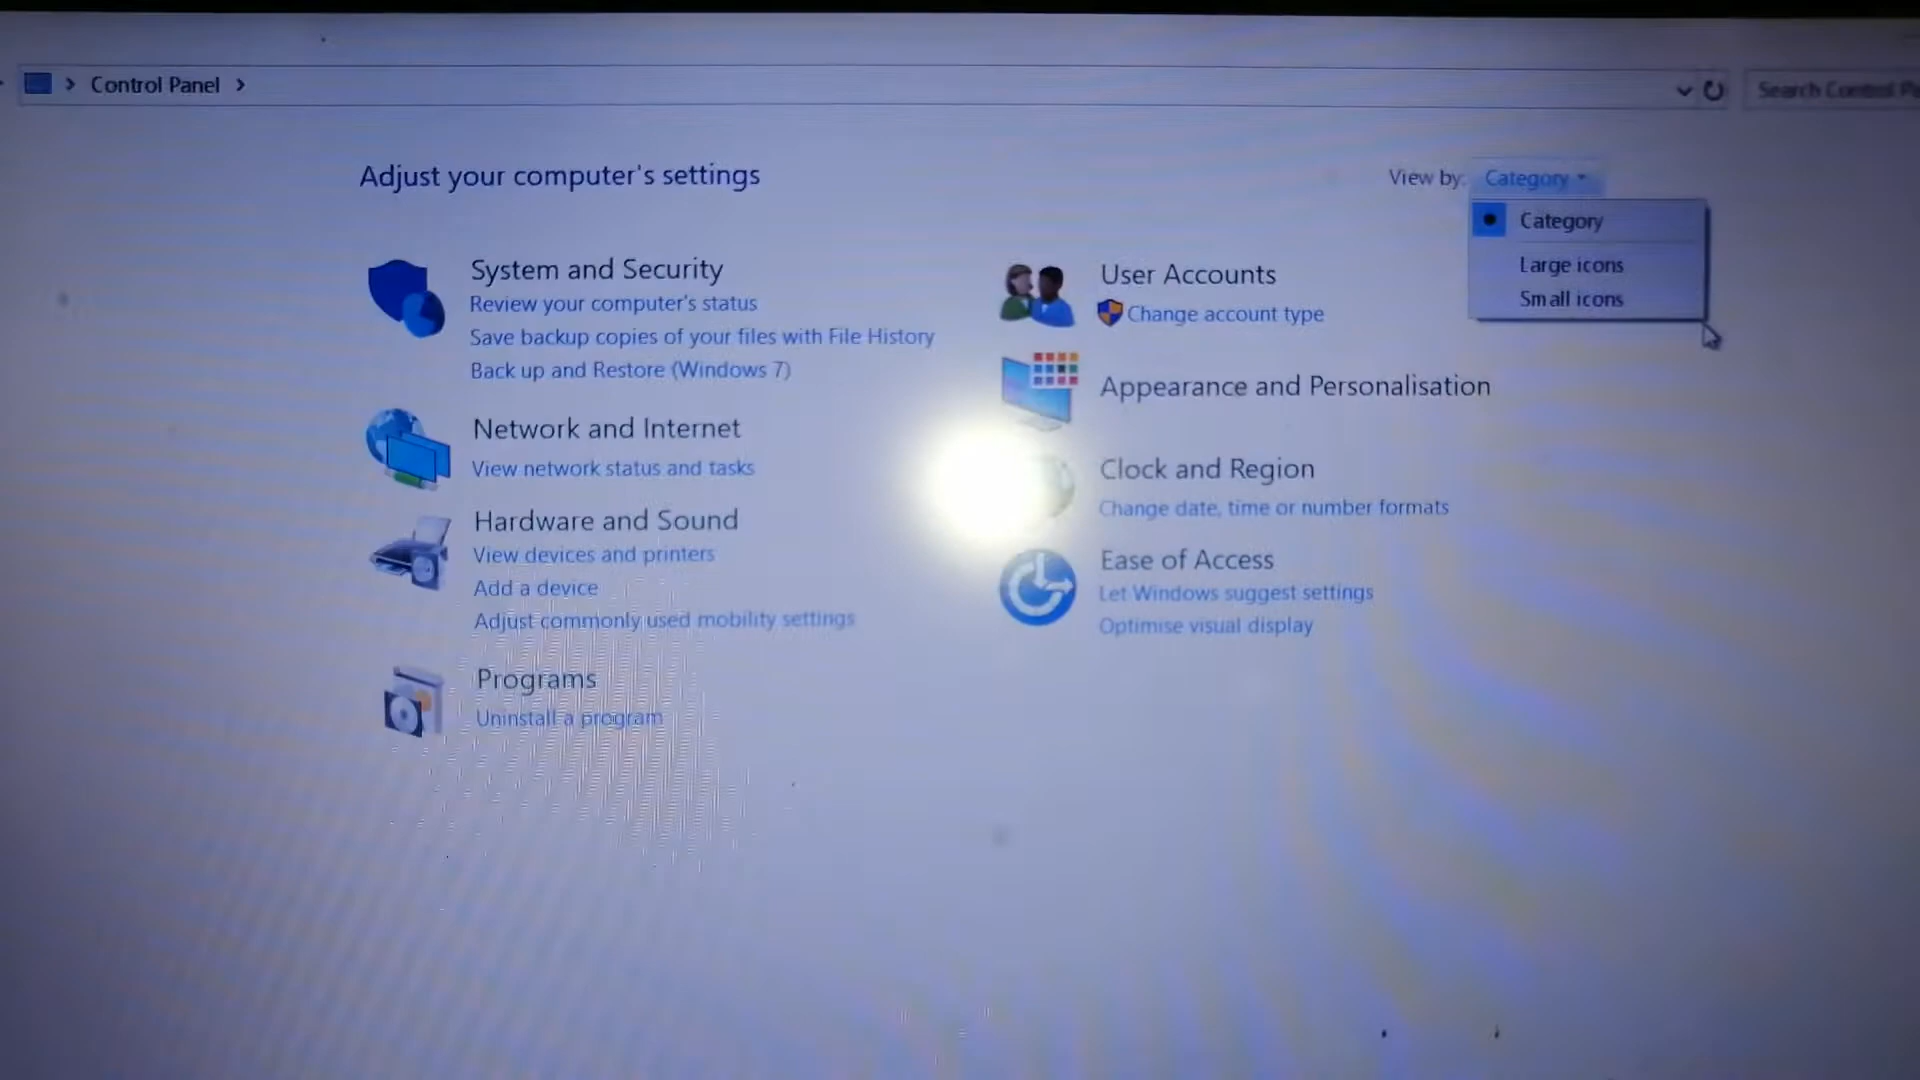 Control Panel
Search Control Pa
Adjust your computer's settings
View by:
Category
Category
Large icons
Small icons
System and Security
Review your computer's status
Save backup copies of your files with File History
Back up and Restore (Windows 7)
Network and Internet
View network status and tasks
Hardware and Sound
View devices and printers
Add a device
Adjust commonly used mobility settings
Programs
Uninstall a program
User Accounts
Change account type
Appearance and Personalisation
Clock and Region
Change date, time or number formats
Ease of Access
Let Windows suggest settings
Optimise visual display